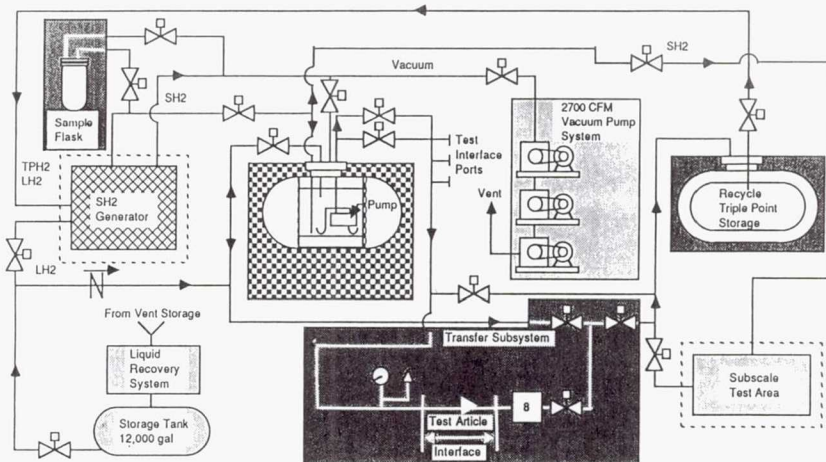 SH2
Vacuum
2700 CFM
Vacuum Pump
System
SH2
Sample
Flask
Test
Interface
Ports
TPH2
LH2
SH2
Generator
Pump
Vent
Recycle
Triple Point
Storage
LH2
From Vent Storage
Transfer Subsystem
Liquid
Recovery
System
Subscale
Test Area
8
Storage Tank
12,000 gal
Test Article
Interface